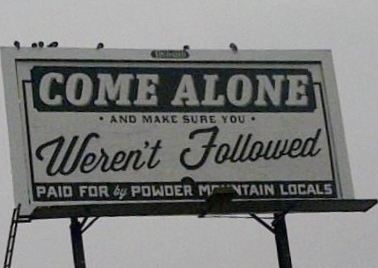 COME ALONE
• AND MAKE SURE YOU •
Weren't Followed
PAID FOR by POWDER MOUNTAIN LOCALS